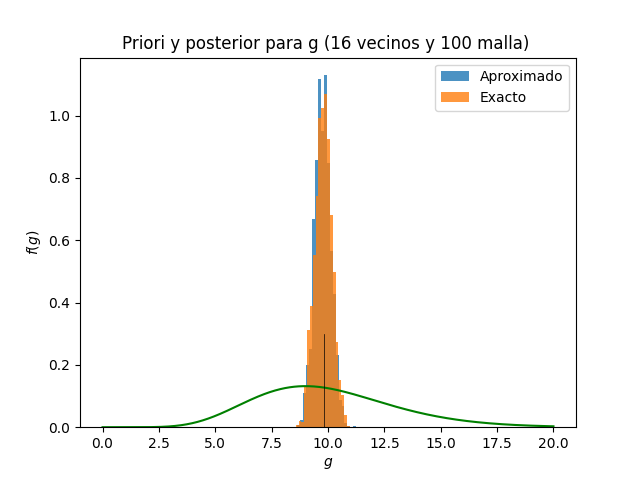 Priori y posterior para g (16 vecinos y 100 malla)
Aproximado
Exacto
f(g)
1.0
0.8
0.6
0.4
0.2
0.0
0.0 2.5 5.0 7.5 10.0 12.5 15.0 17.5 20.0
g